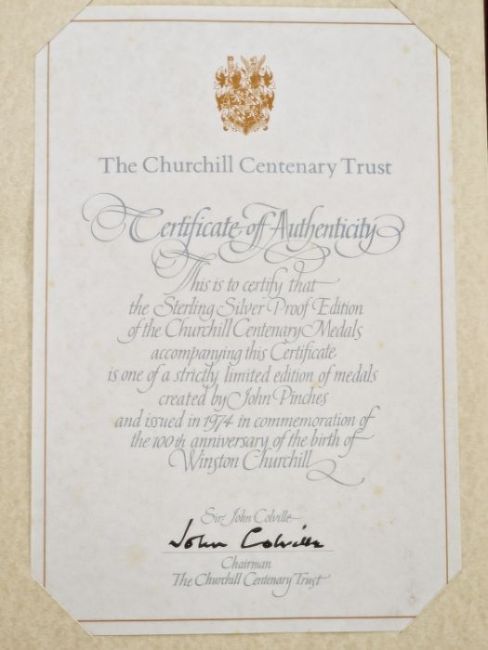 The Churchill Centenary Trust
Certificate of Authenticity
This is to certify that
the Sterling Silver Proof Edition
of the Churchill Centenary Medals
accompanying this Certificate
is one of a strictly limited edition of medals
created by John Pinches
and issued in 1974 in commemoration of
the 100th anniversary of the birth of
Winston Churchill
Sir John Colville
John Colville
Chairman
The Churchill Centenary Trust